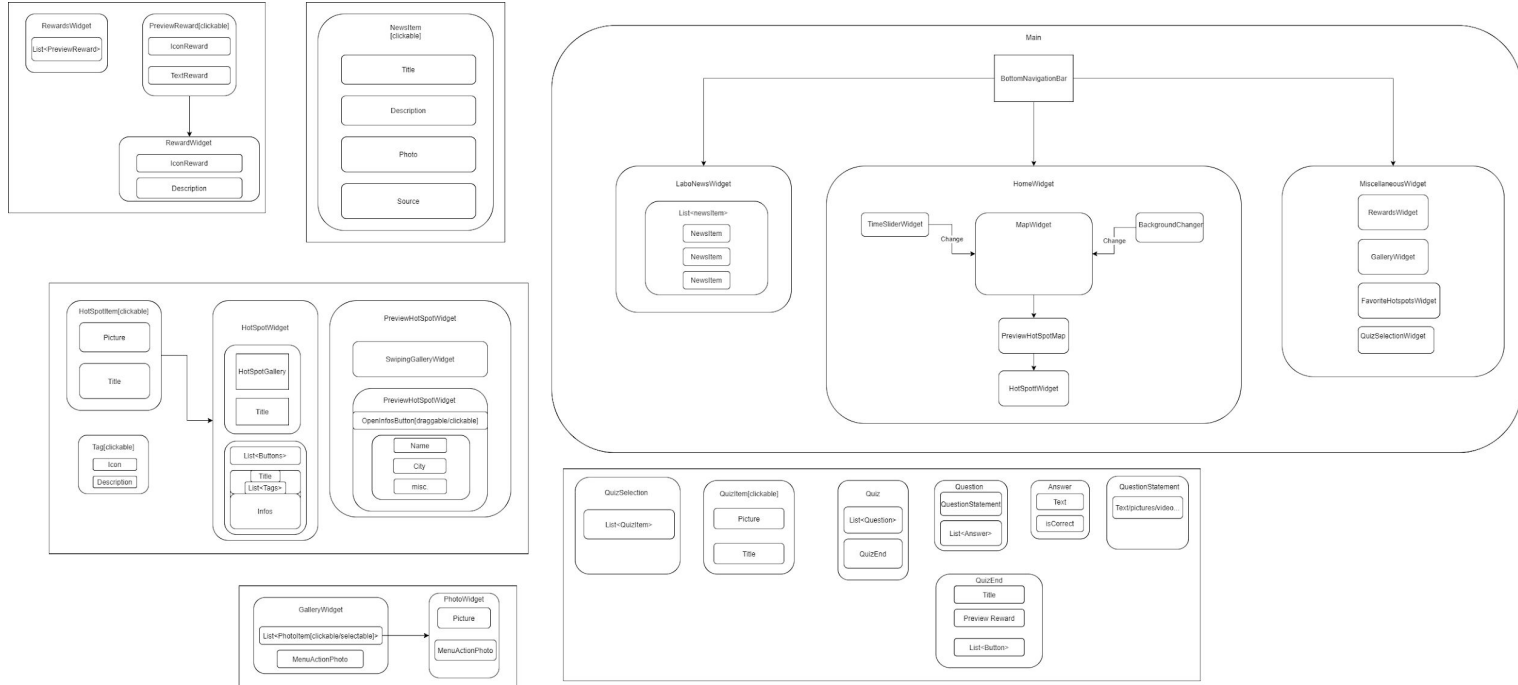 RewardsWidget
List<PreviewReward>
PreviewReward[clickable]
IconReward
TextReward
RewardWidget
IconReward
Description
NewsItem
[clickable]
Title
Description
Photo
Source
Main
BottomNavigationBar
LaboNewsWidget
List<newsItem>
NewsItem
NewsItem
NewsItem
HomeWidget
TimeSliderWidget
Change
MapWidget
Change
BackgroundChanger
PreviewHotSpotMap
HotSpottWidget
MiscellaneousWidget
RewardsWidget
GalleryWidget
FavoriteHotspotsWidget
QuizSelectionWidget
HotSpotItem[clickable]
Picture
Title
Tag[clickable]
Icon
Description
HotSpotWidget
HotSpotGallery
Title
List<Buttons>
Title
List<Tags>
Infos
PreviewHotSpotWidget
SwipingGalleryWidget
PreviewHotSpotWidget
OpenInfosButton[draggable/clickable]
Name
City
misc.
QuizSelection
List<QuizItem>
QuizItem[clickable]
Picture
Title
Quiz
List<Question>
QuizEnd
Question
QuestionStatement
List<Answer>
Answer
Text
isCorrect
QuestionStatement
Text/pictures/video...
QuizEnd
Title
Preview Reward
List<Button>
GalleryWidget
List<PhotoItem[clickable/selectable]>
MenuActionPhoto
PhotoWidget
Picture
MenuActionPhoto